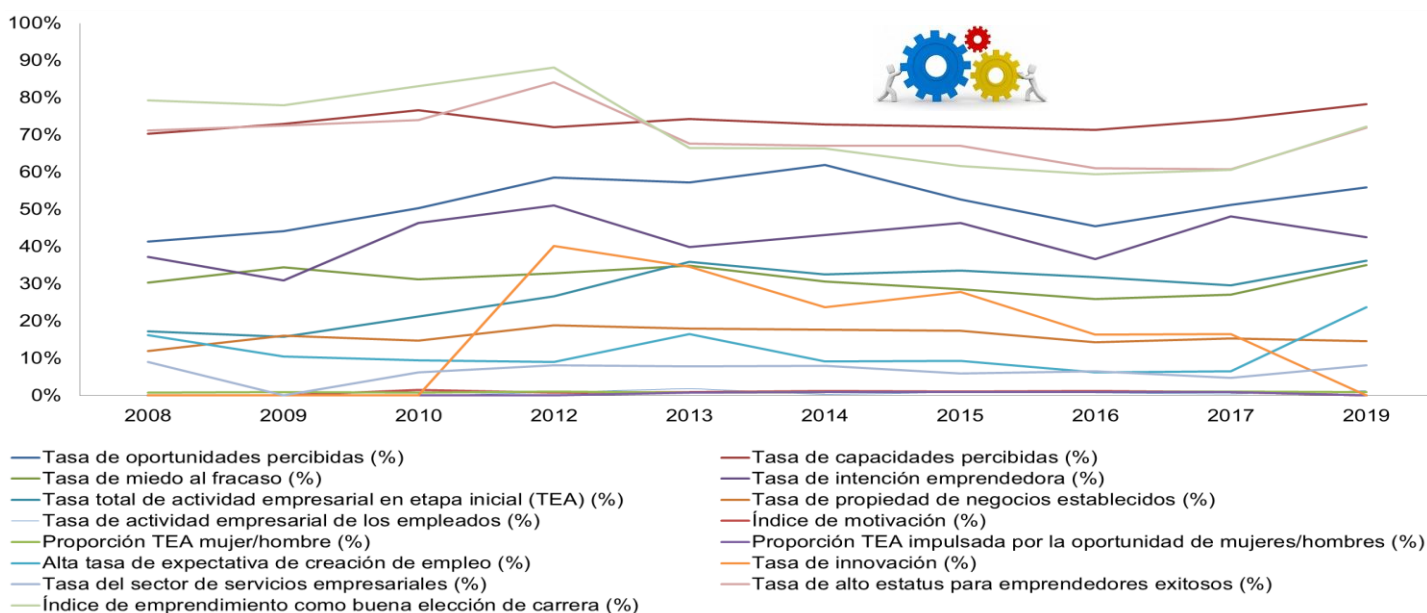 100%
90%
80%
70%
60%
50%
40%
30%
20%
10%
0%
2008 2009 2010 2012 2013 2014 2015 2016 2017 2019
Tasa de oportunidades percibidas (%) Tasa de capacidades percibidas (%)
Tasa de miedo al fracaso (%) Tasa de intención emprendedora (%)
Tasa total de actividad empresarial en etapa inicial (TEA) (%) Tasa de propiedad de negocios establecidos (%)
Tasa de actividad empresarial de los empleados (%) Índice de motivación (%)
Proporción TEA mujer/hombre (%) Proporción TEA impulsada por la oportunidad de mujeres/hombres (%)
Alta tasa de expectativa de creación de empleo (%) Tasa de innovación (%)
Tasa del sector de servicios empresariales (%) Tasa de alto estatus para emprendedores exitosos (%)
Índice de emprendimiento como buena elección de carrera (%)